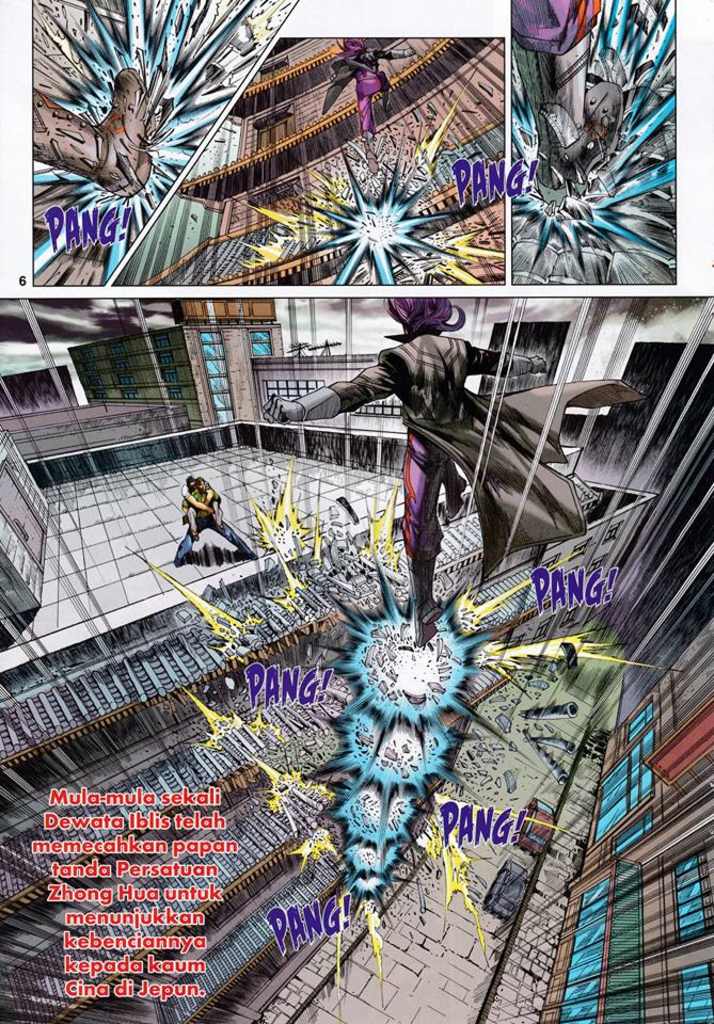 PANG!
PANG!
6
PANG!
PANG!
PANG!
PANG!
Mula-mula sekali
Dewata Iblis telah
memecahkan papan
tanda Persatuan
Zhong Hua untuk
menunjukkan
kebenciannya
kepada kaum
Cina di Jepun.